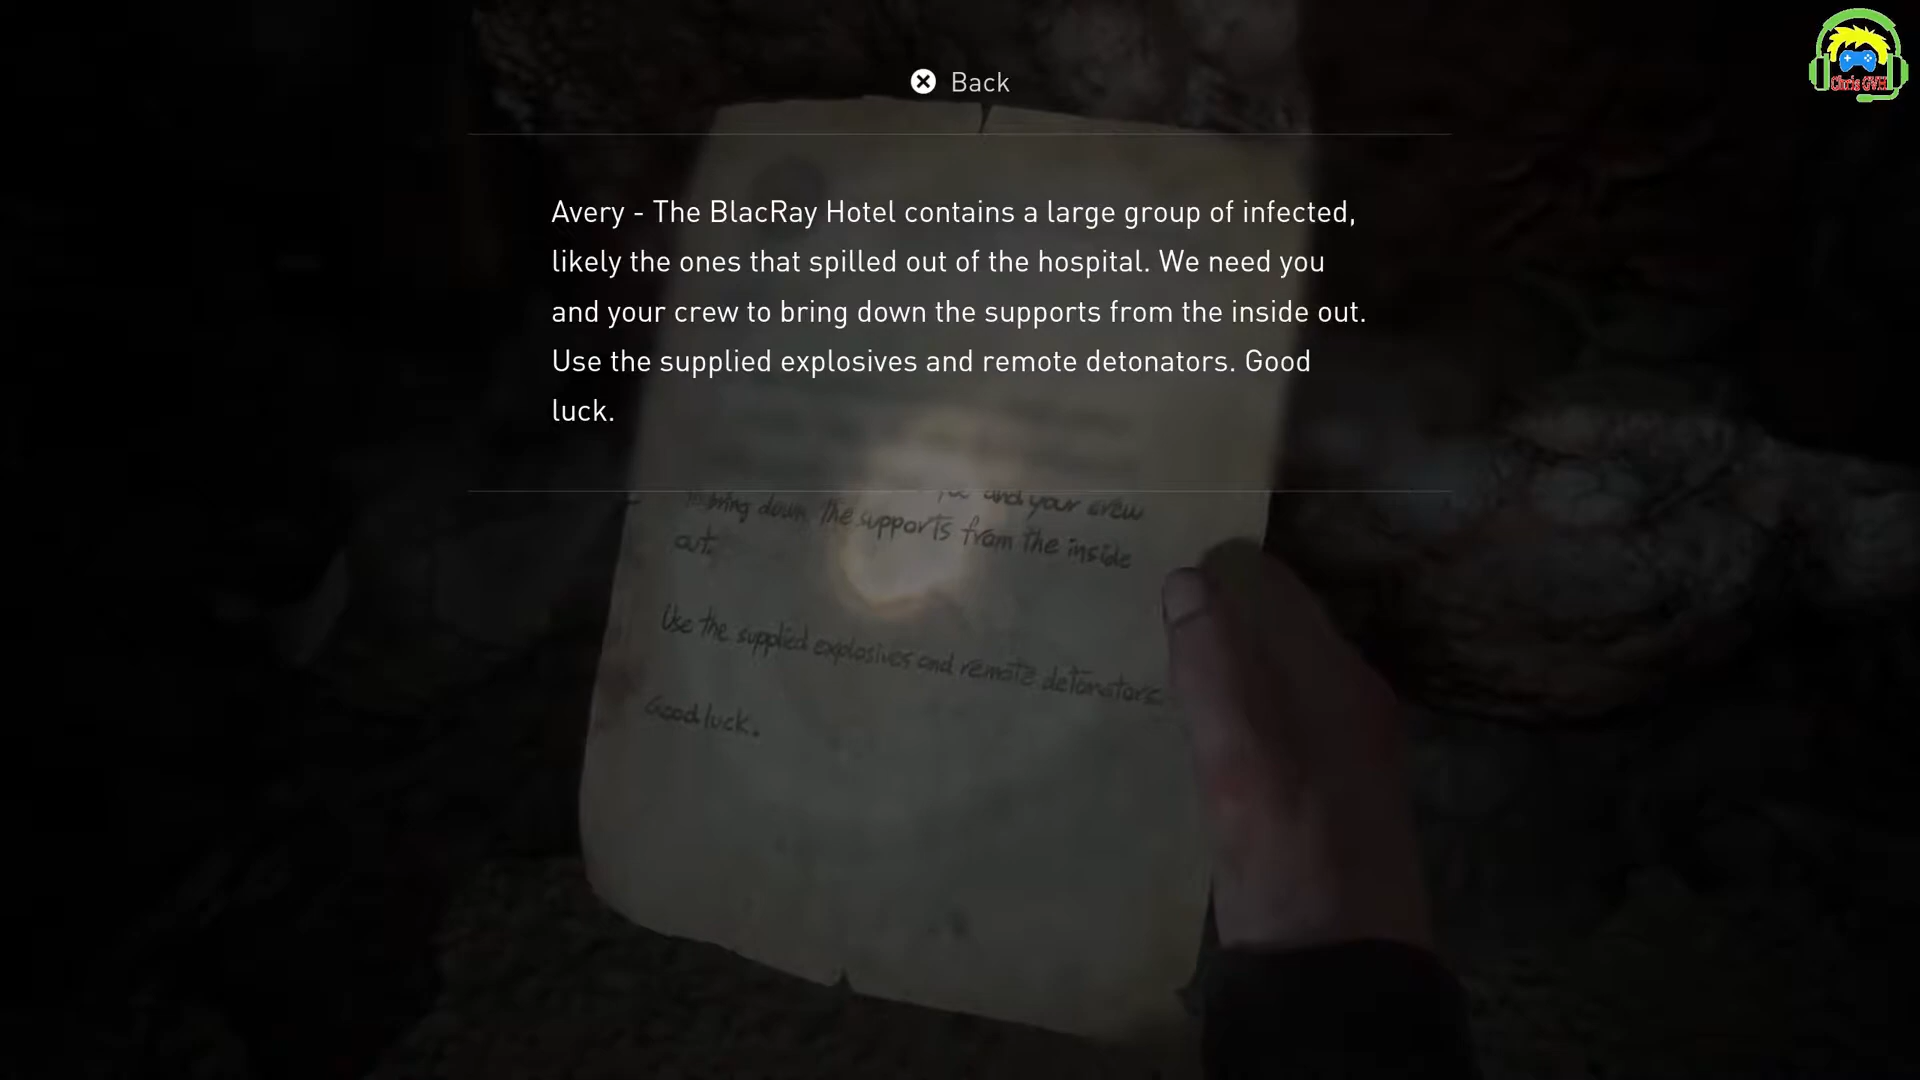 Back
Chris GVH
Avery - The BlacRay Hotel contains a large group of infected,
likely the ones that spilled out of the hospital. We need you
and your crew to bring down the supports from the inside out.
Use the supplied explosives and remote detonators. Good
luck.
and your crew
bring down the supports from the inside
out.
Use the supplied explosives and remote detonators.
Good luck.